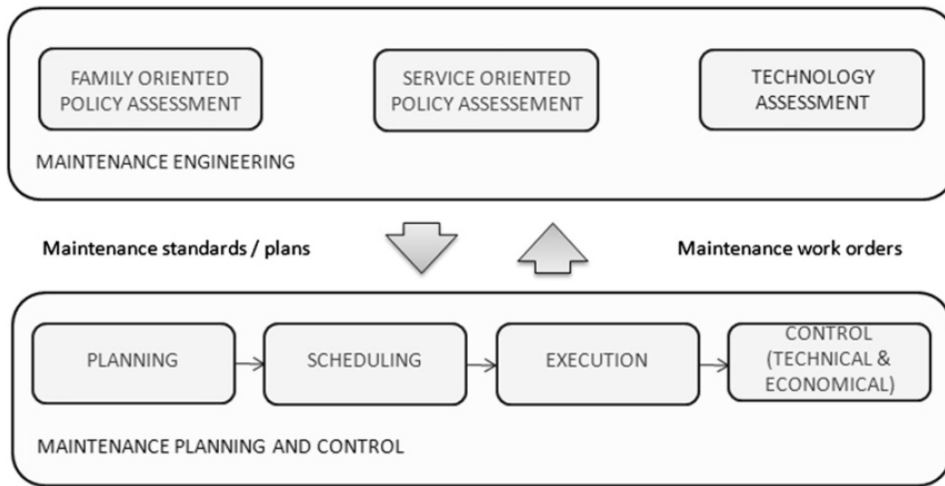 FAMILY ORIENTED
POLICY ASSESSMENT
SERVICE ORIENTED
POLICY ASSESSEMENT
TECHNOLOGY
ASSESSMENT
MAINTENANCE ENGINEERING
Maintenance standards / plans
Maintenance work orders
PLANNING
SCHEDULING
EXECUTION
CONTROL
(TECHNICAL &
ECONOMICAL)
MAINTENANCE PLANNING AND CONTROL